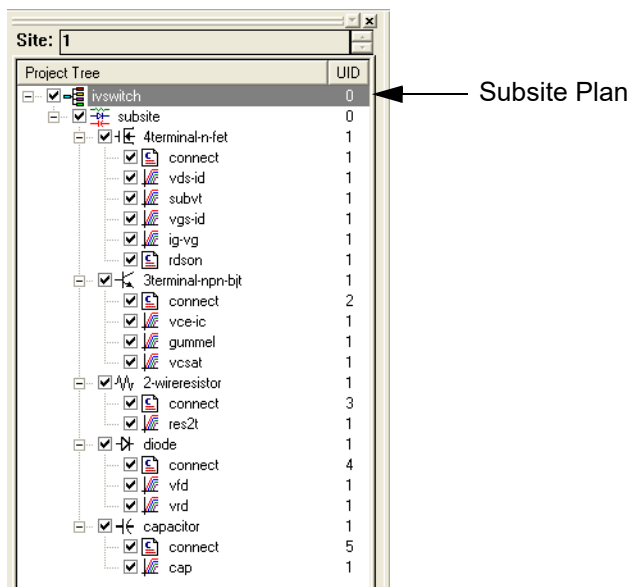 Site: 1
Project Tree UID
ivswitch 0 Subsite Plan
subsite 0
4terminal-n-fet 1
connect 1
vds-id 1
subvt 1
vgs-id 1
ig-vg 1
rdson 1
3terminal-npn-bjt 1
connect 2
vce-ic 1
gummel 1
vcsat 1
2-wireresistor 1
connect 3
res2t 1
diode 1
connect 4
vfd 1
vrd 1
capacitor 1
connect 5
cap 1